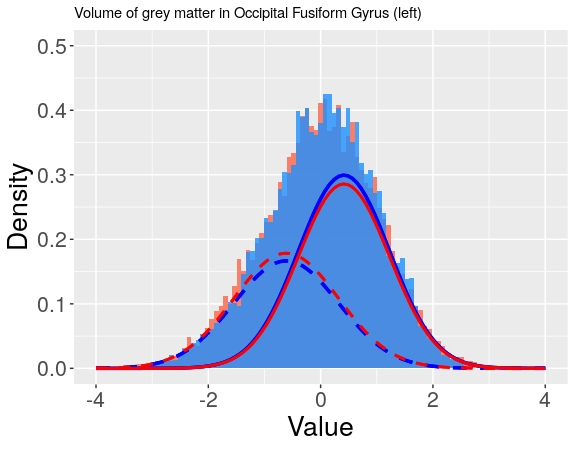 Volume of grey matter in Occipital Fusiform Gyrus (left)
0.5
0.4
0.3
0.2
0.1
0.0
Density
-4 -2 0 2 4
Value